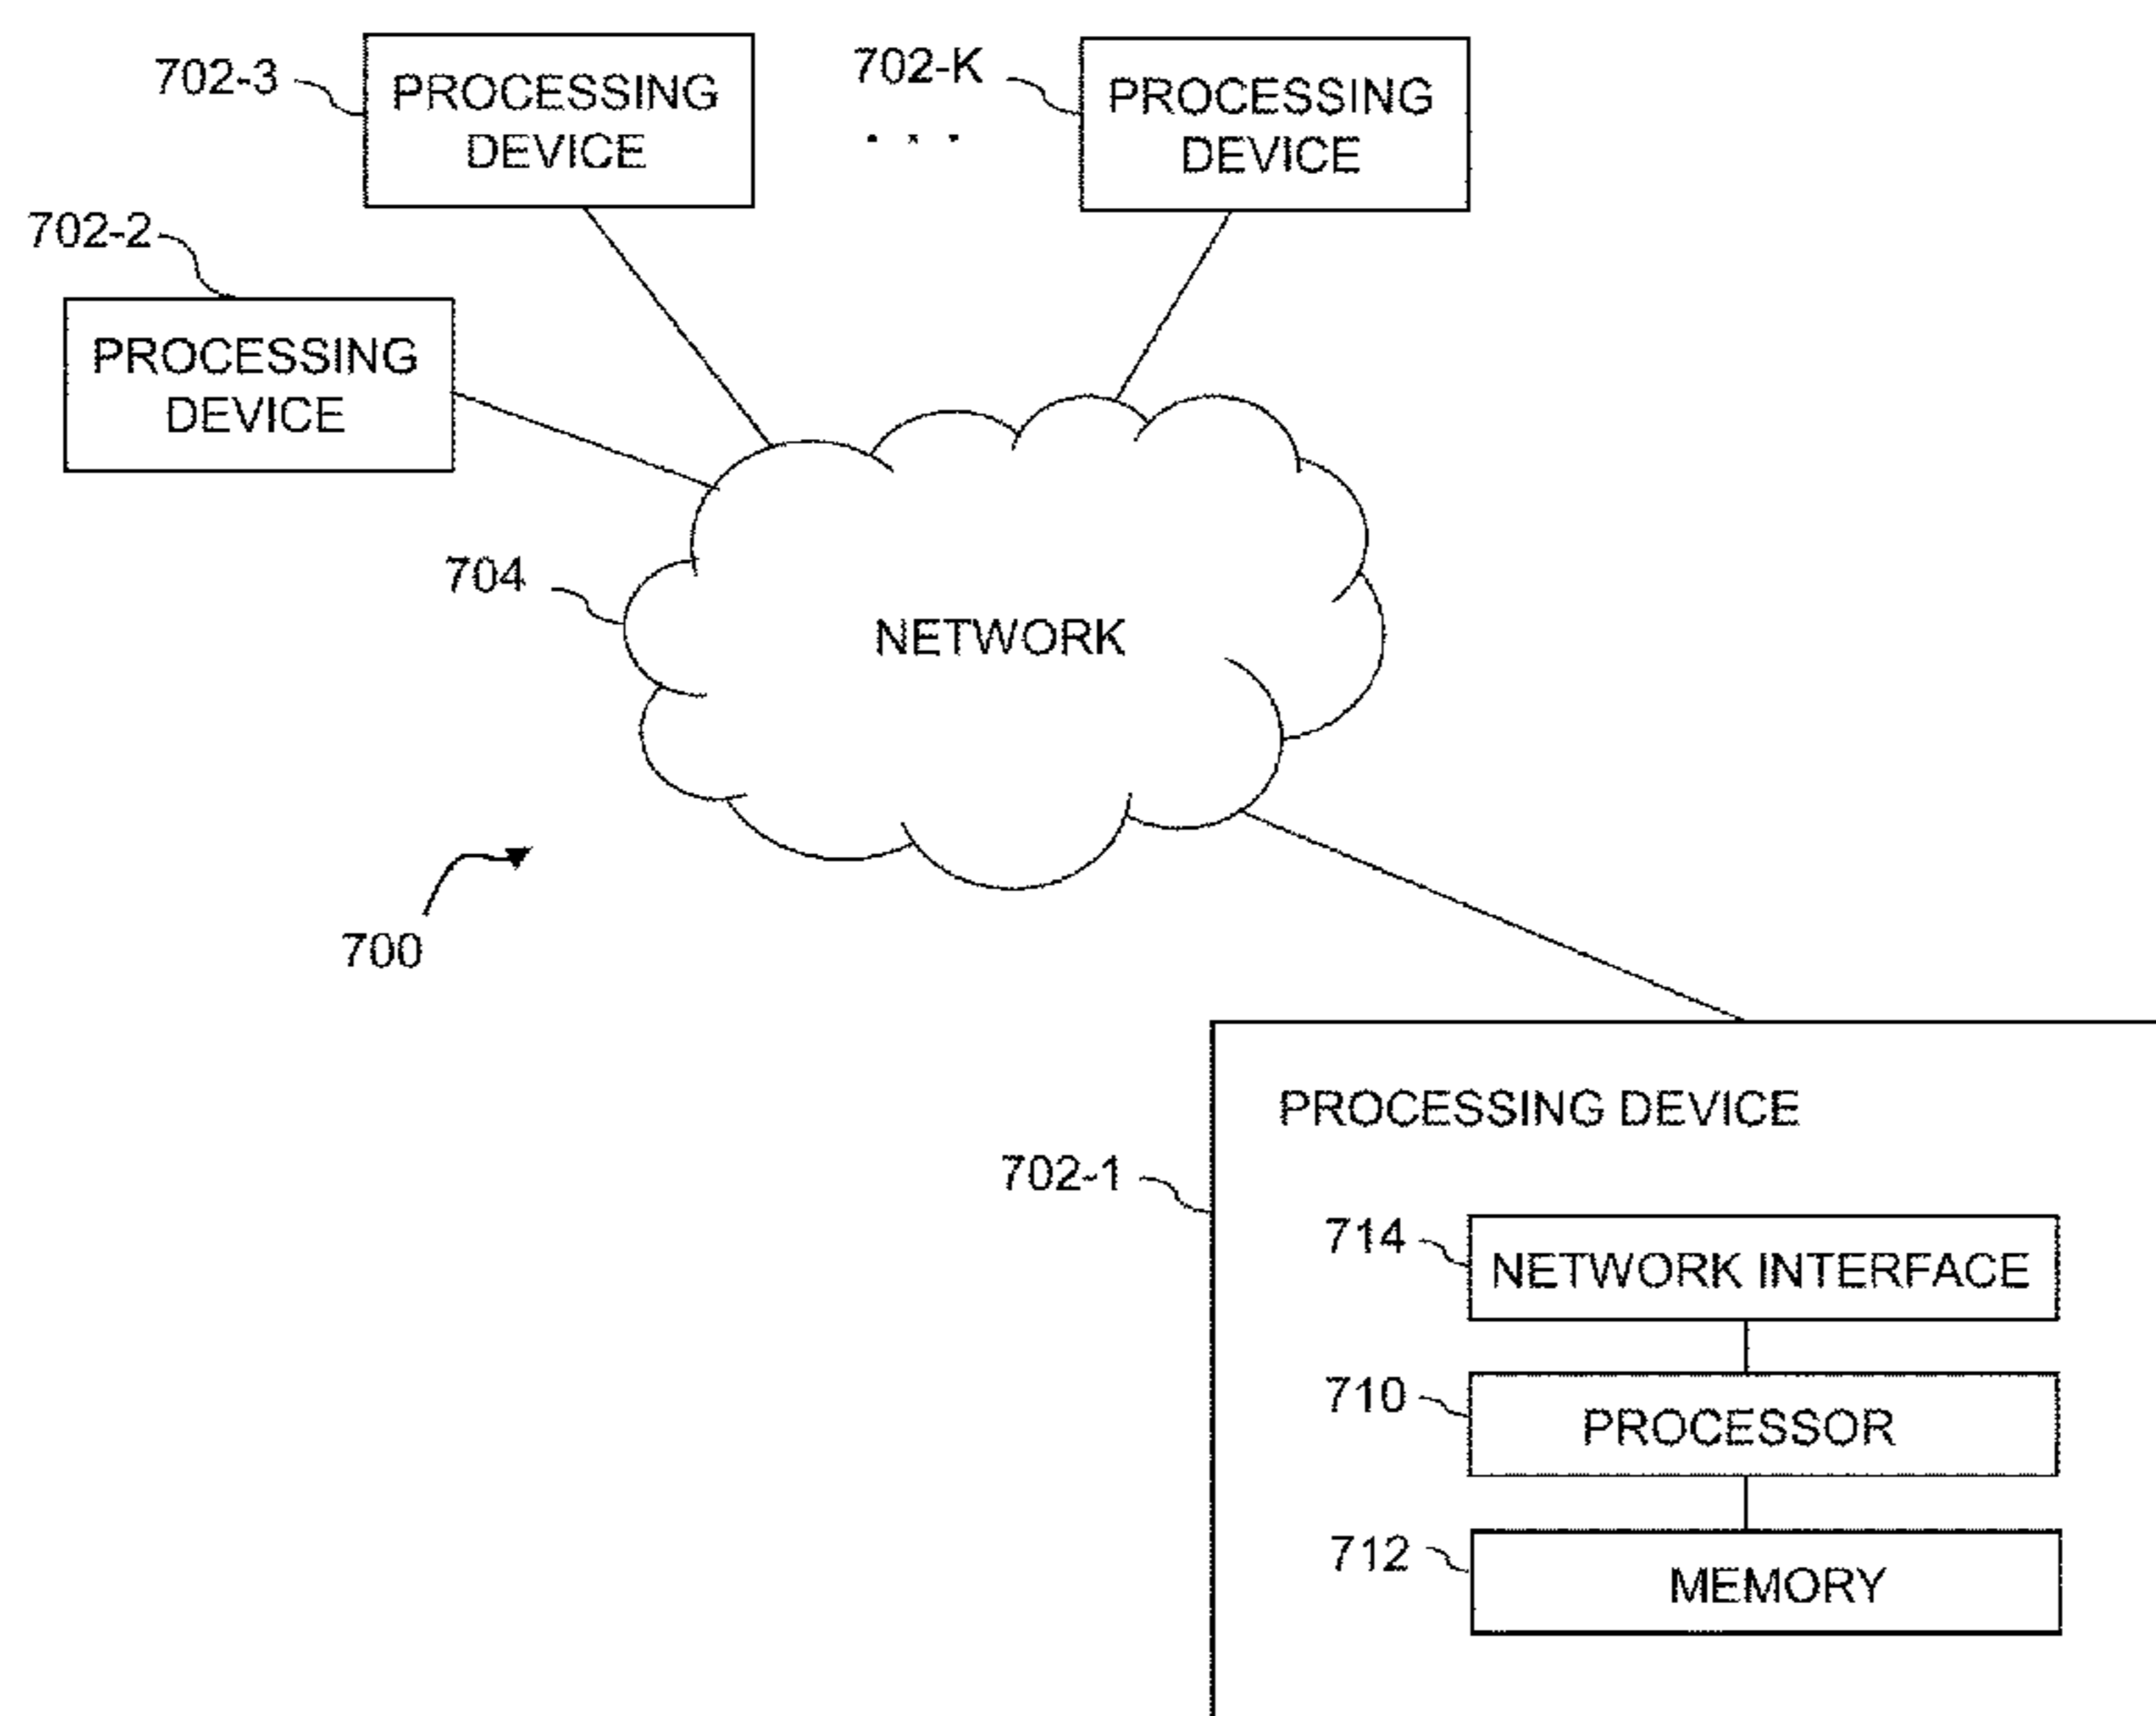 702-3
PROCESSING
DEVICE
702-K
. . .
PROCESSING
DEVICE
702-2
PROCESSING
DEVICE
704
NETWORK
700
PROCESSING DEVICE
702-1
714
NETWORK INTERFACE
710
PROCESSOR
712
MEMORY